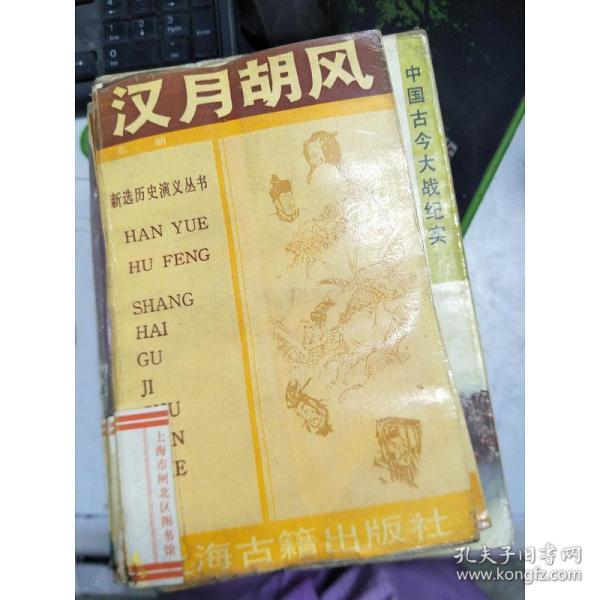 汉月胡风
北朝
新选历史演义丛书
HAN YUE
HU FENG
SHANG
HAI
GU
JI
上海市闸北区图书馆
海古籍出版社
中国古今大战纪实
孔夫子旧书网
www.kongfz.com